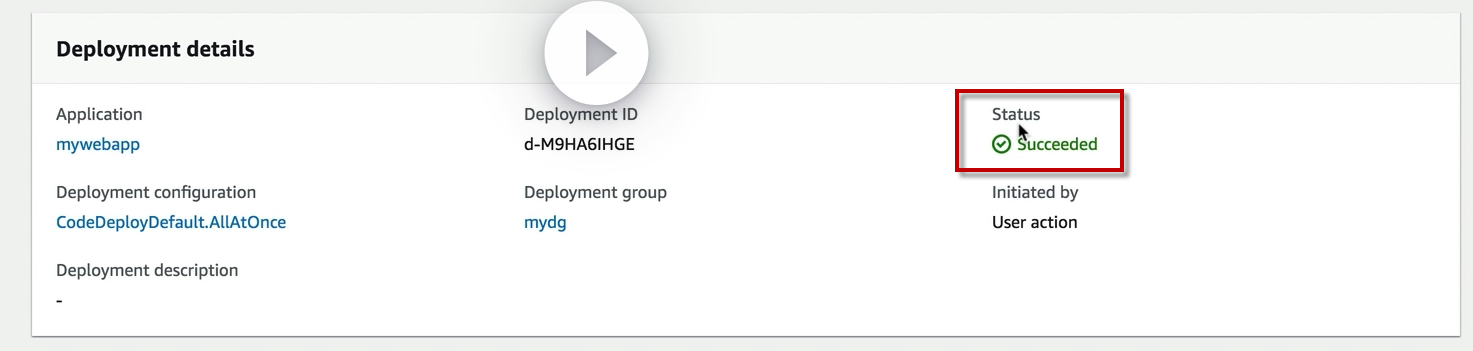 Deployment details
Application
mywebapp
Deployment ID
d-M9HA6IHGE
Status
Succeeded
Deployment configuration
CodeDeployDefault.AllAtOnce
Deployment group
mydg
Initiated by
User action
Deployment description
-